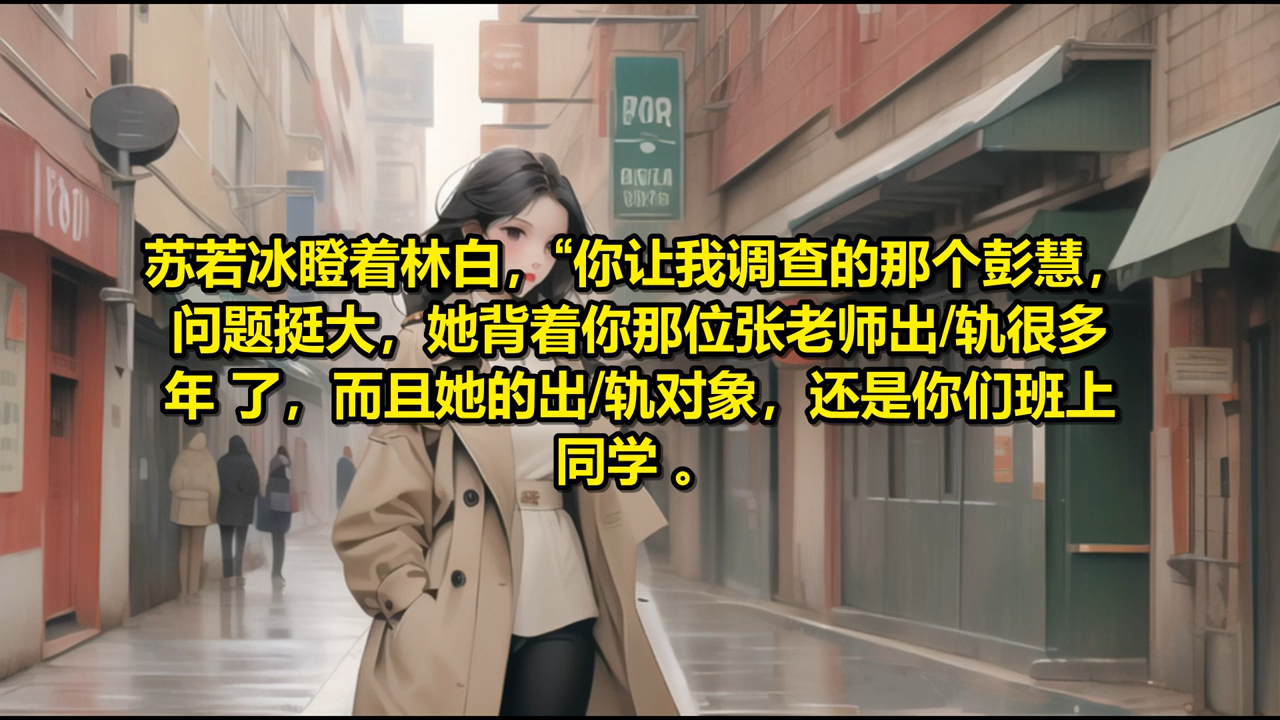 苏若冰瞪着林白，“你让我调查的那个彭慧，
问题挺大，她背着你那位张老师出/轨很多
年 了，而且她的出/轨对象，还是你们班上
同学 。